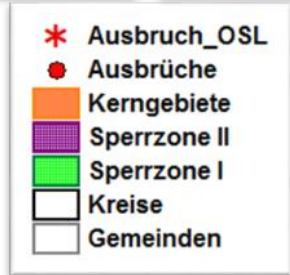 Ausbruch_OSL
Ausbrüche
Kerngebiete
Sperrzone II
Sperrzone I
Kreise
Gemeinden